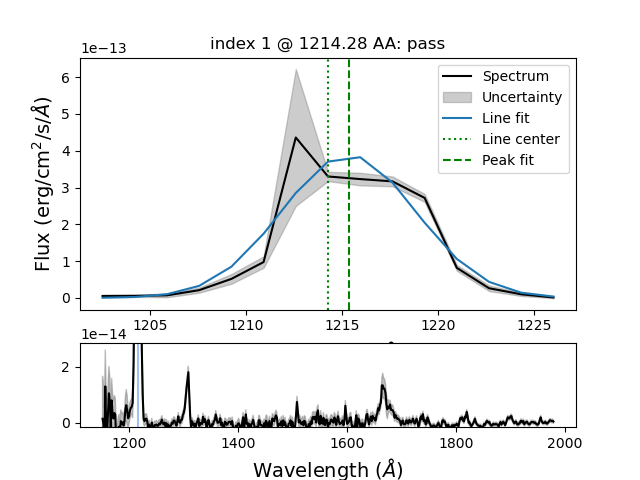 index 1 @ 1214.28 AA: pass
1e−13
6
5
4
3
2
1
0
Flux (erg/cm²/s/Å)
Spectrum
Uncertainty
Line fit
Line center
Peak fit
1205
1210
1215
1220
1225
1e−14
2
0
1200
1400
1600
1800
2000
Wavelength (Å)